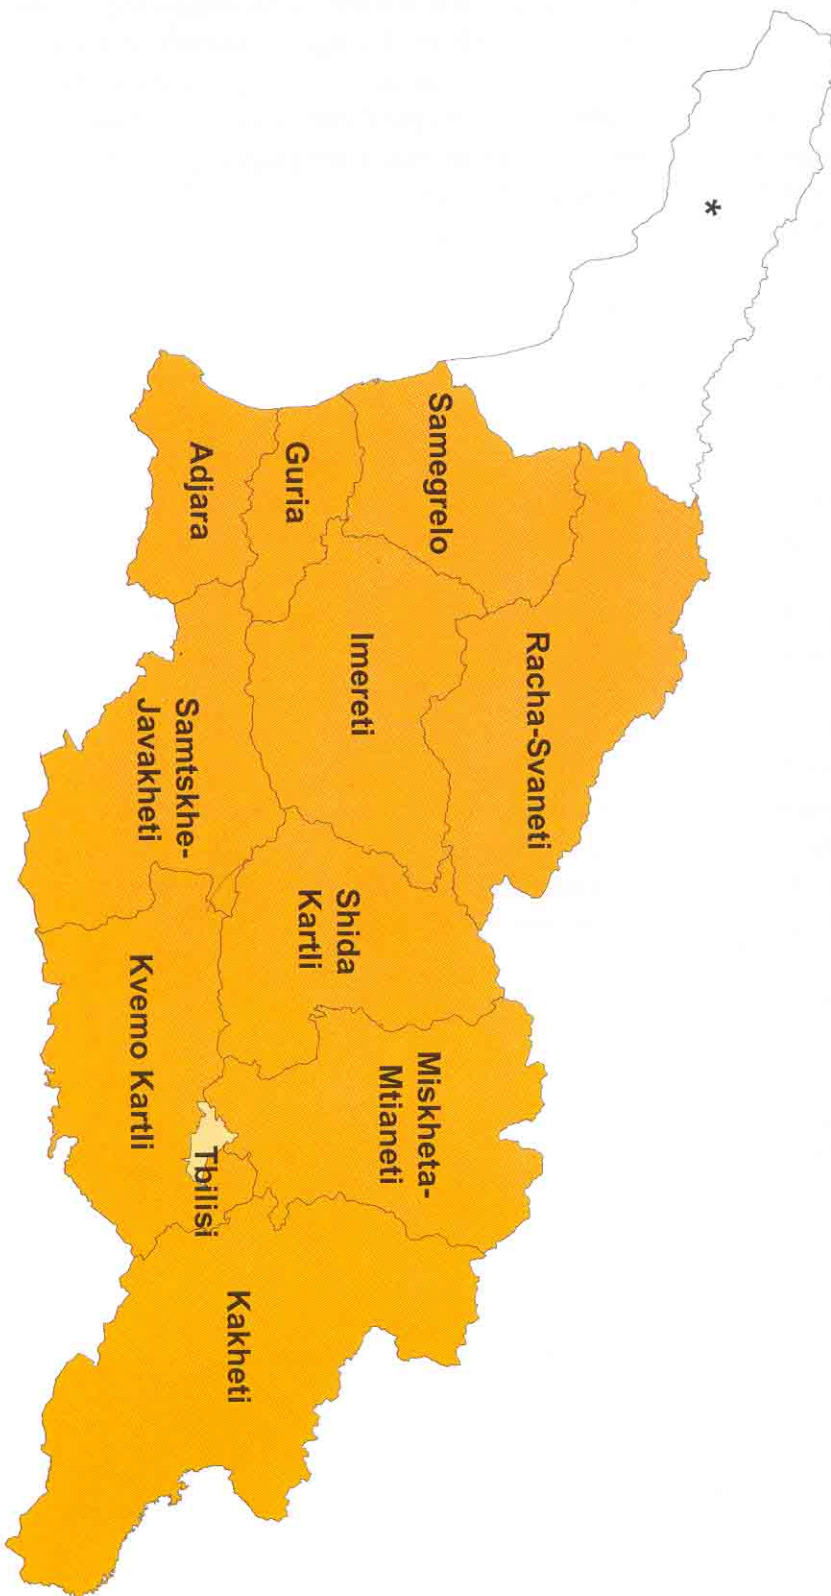 *
Racha-Svaneti
Samegrelo
Guria
Adjara
Imereti
Samtskhe-
Javakheti
Shida
Kartli
Miskheta-
Mtianeti
Kvemo Kartli
Tbilisi
Kakheti